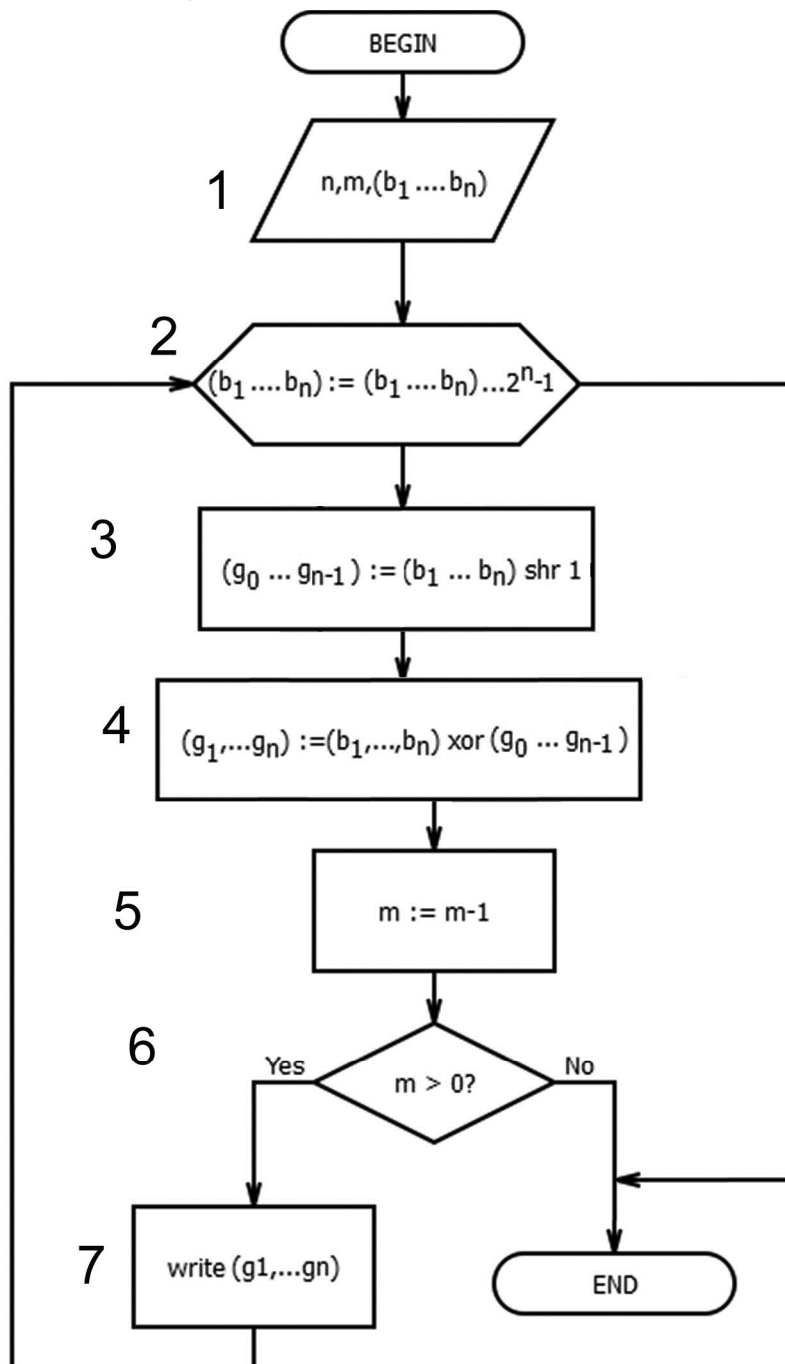 BEGIN
1
n,m,(b1 ....bn)
2
(b1 ....bn) := (b1 ....bn) ...2^n-1
3
(g0 ... gn-1 ) := (b1 ... bn) shr 1
4
(g1,...gn) :=(b1,...,bn) xor (g0 ... gn-1 )
5
m := m-1
6
Yes
m > 0?
No
7
write (g1,...gn)
END